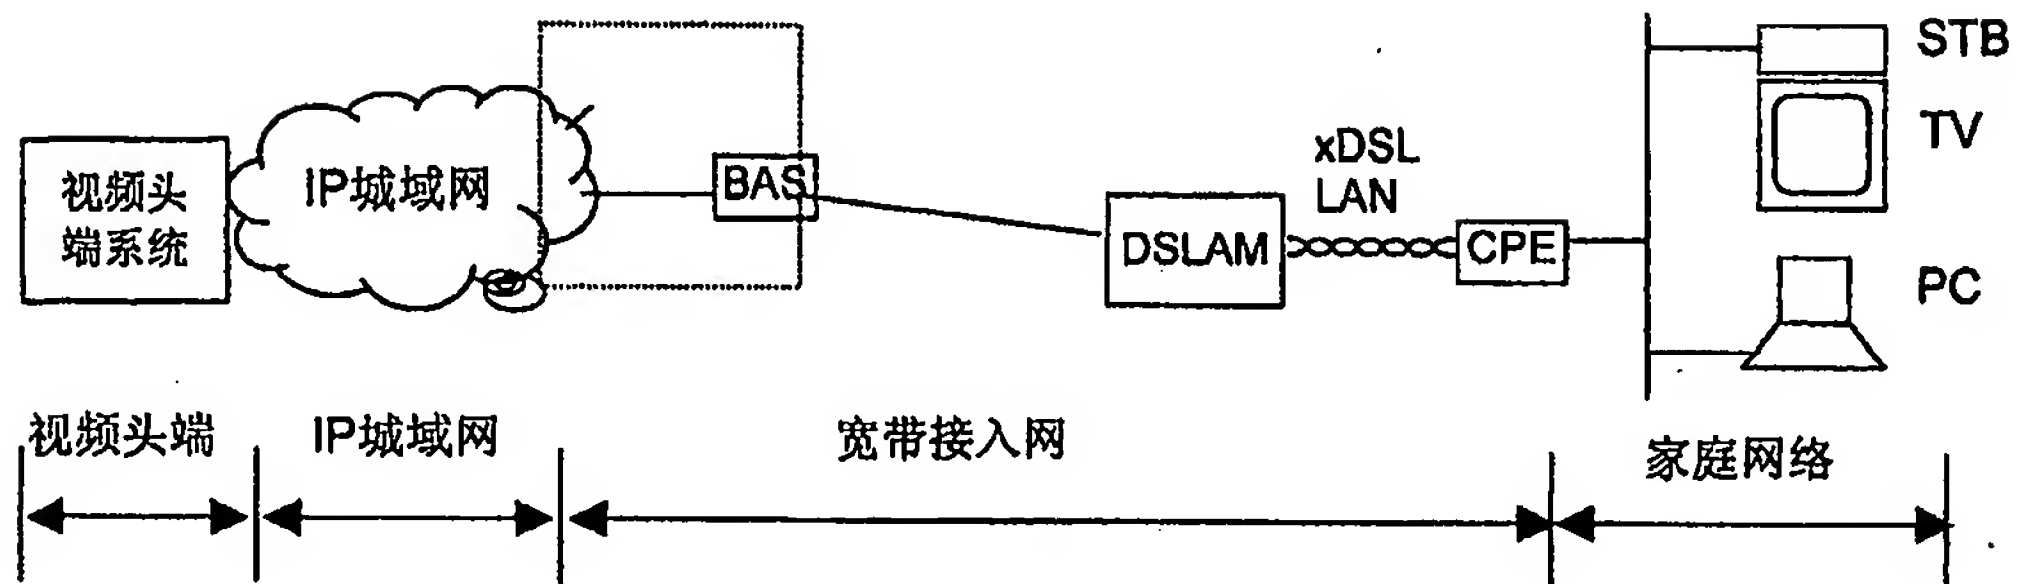 视频头
端系统
IP城域网
BAS
DSLAM
xDSL
LAN
CPE
STB
TV
PC
视频头端
IP城域网
宽带接入网
家庭网络